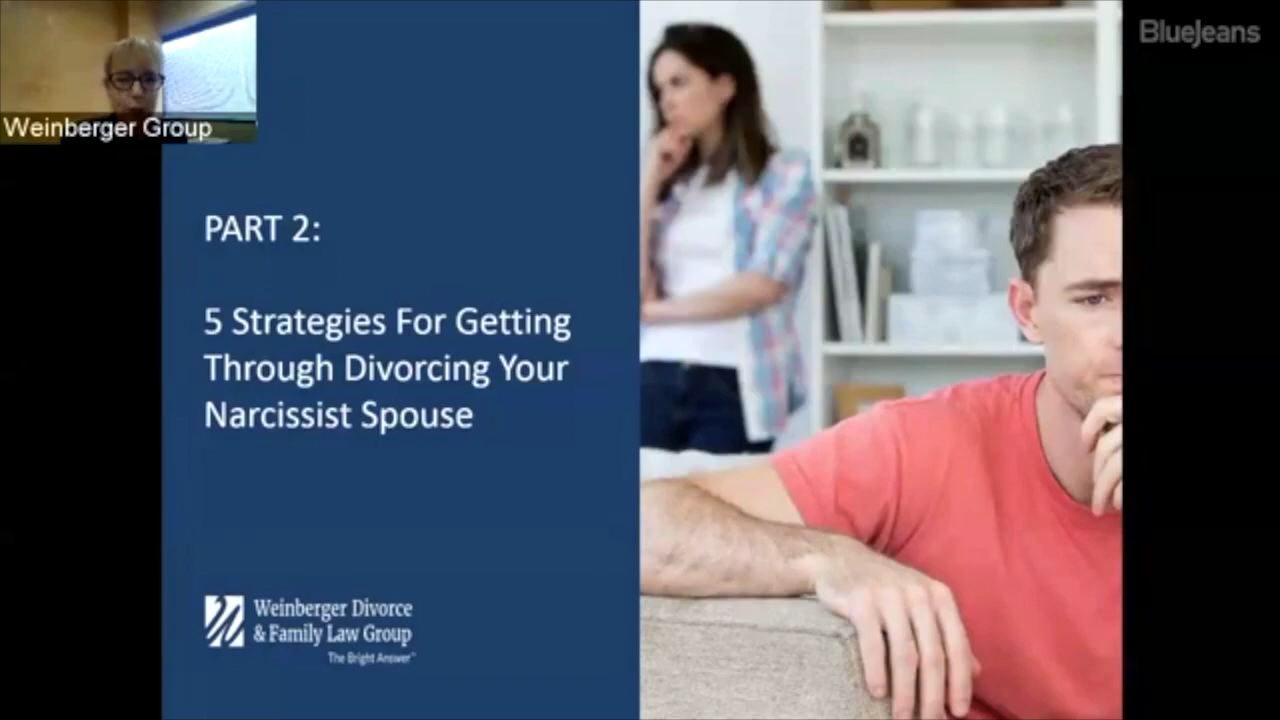 BlueJeans
Weinberger Group
PART 2:
5 Strategies For Getting
Through Divorcing Your
Narcissist Spouse
Weinberger Divorce
& Family Law Group
The Bright Answer™